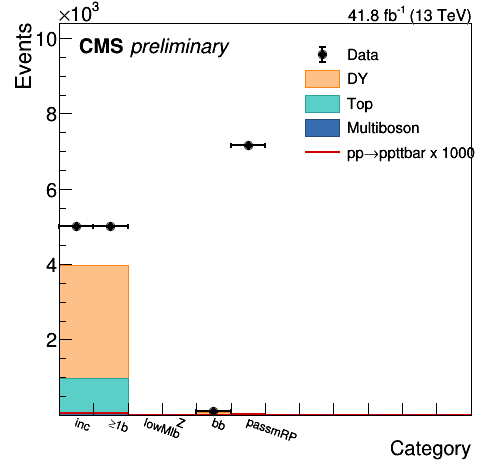 ×10³
41.8 fb⁻¹ (13 TeV)
CMS preliminary
Events
10
8
6
4
2
Data
DY
Top
Multiboson
pp→ppttbar x 1000
inc
≥1b
lowMlb
Z
bb
passmRP
Category